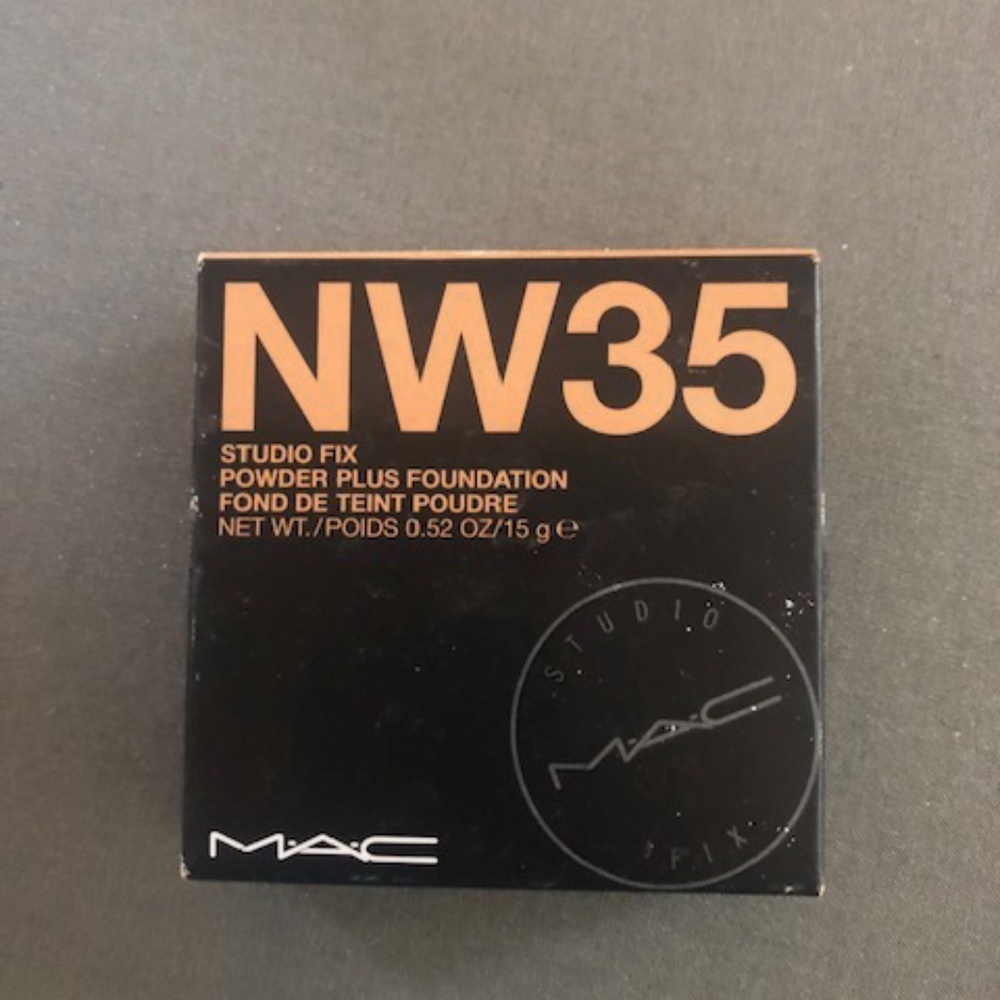 NW35
STUDIO FIX
POWDER PLUS FOUNDATION
FOND DE TEINT POUDRE
NET WT./POIDS 0.52 OZ/15 g ℮
STUDIO
M·A·C
FIX
M·A·C